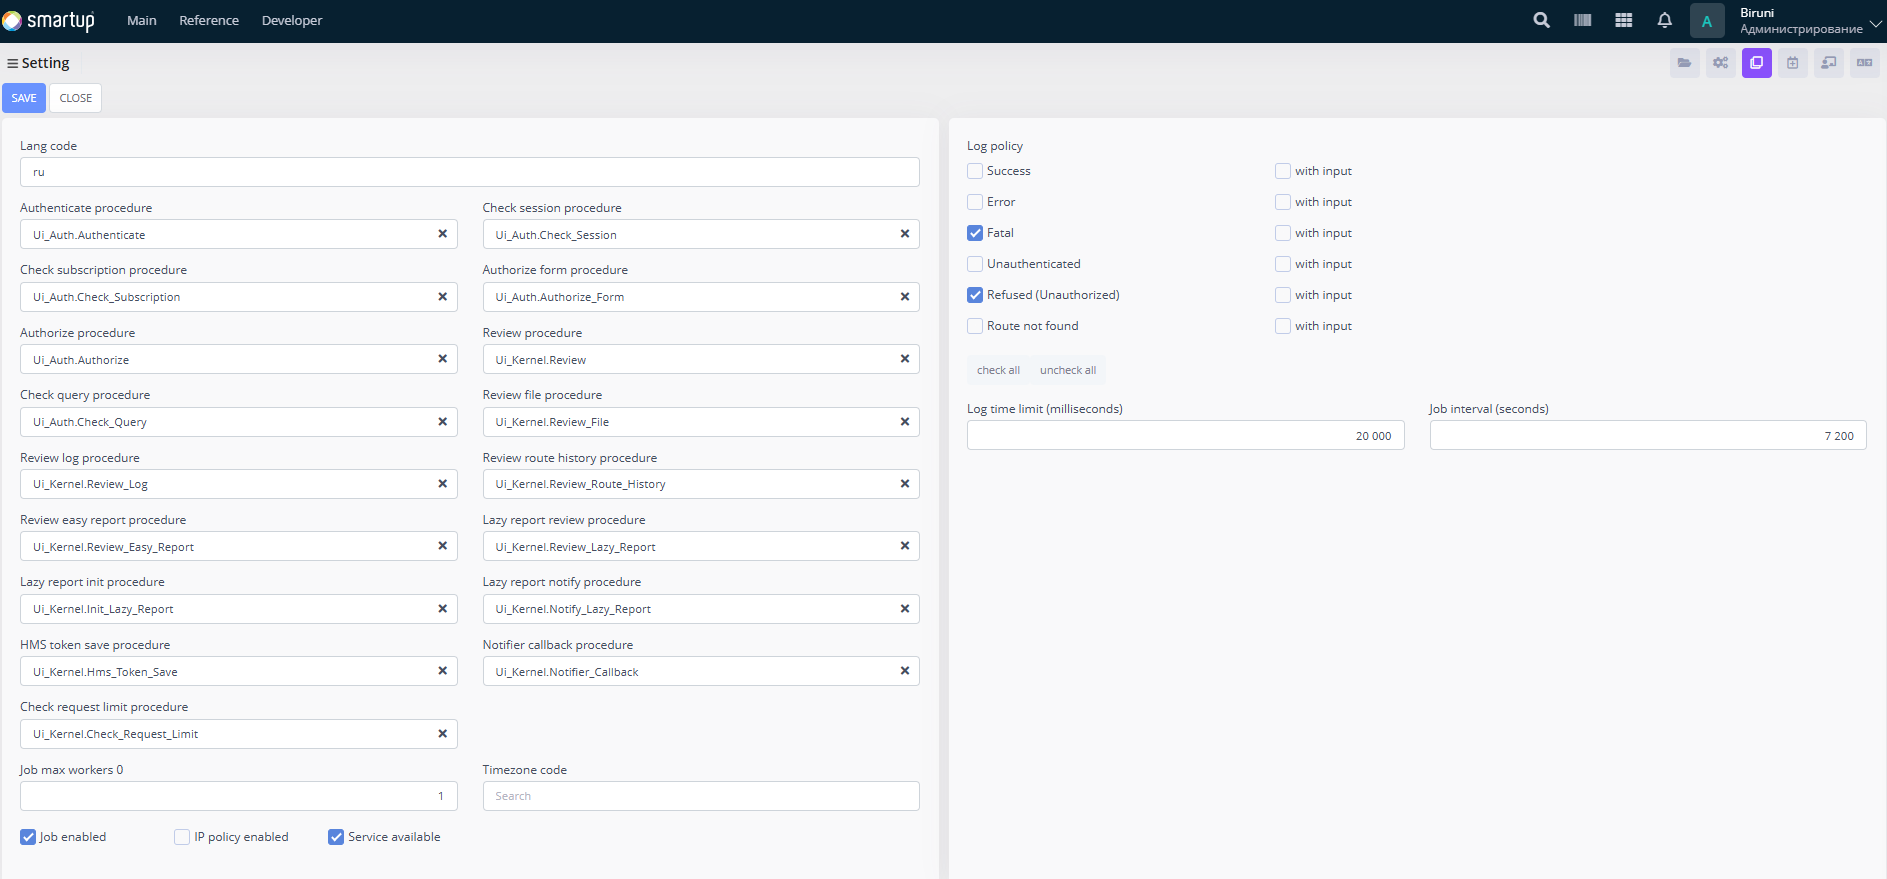 smartup Main Reference Developer A Biruni
Администрирование
Setting
SAVE CLOSE
Lang code
ru
Authenticate procedure Check session procedure
Ui_Auth.Authenticate Ui_Auth.Check_Session
Check subscription procedure Authorize form procedure
Ui_Auth.Check_Subscription Ui_Auth.Authorize_Form
Authorize procedure Review procedure
Ui_Auth.Authorize Ui_Kernel.Review
Check query procedure Review file procedure
Ui_Auth.Check_Query Ui_Kernel.Review_File
Review log procedure Review route history procedure
Ui_Kernel.Review_Log Ui_Kernel.Review_Route_History
Review easy report procedure Lazy report review procedure
Ui_Kernel.Review_Easy_Report Ui_Kernel.Review_Lazy_Report
Lazy report init procedure Lazy report notify procedure
Ui_Kernel.Init_Lazy_Report Ui_Kernel.Notify_Lazy_Report
HMS token save procedure Notifier callback procedure
Ui_Kernel.Hms_Token_Save Ui_Kernel.Notifier_Callback
Check request limit procedure
Ui_Kernel.Check_Request_Limit
Job max workers 0 Timezone code
1 Search
Job enabled IP policy enabled Service available
Log policy
Success with input
Error with input
Fatal with input
Unauthenticated with input
Refused (Unauthorized) with input
Route not found with input
check all uncheck all
Log time limit (milliseconds) Job interval (seconds)
20 000 7 200